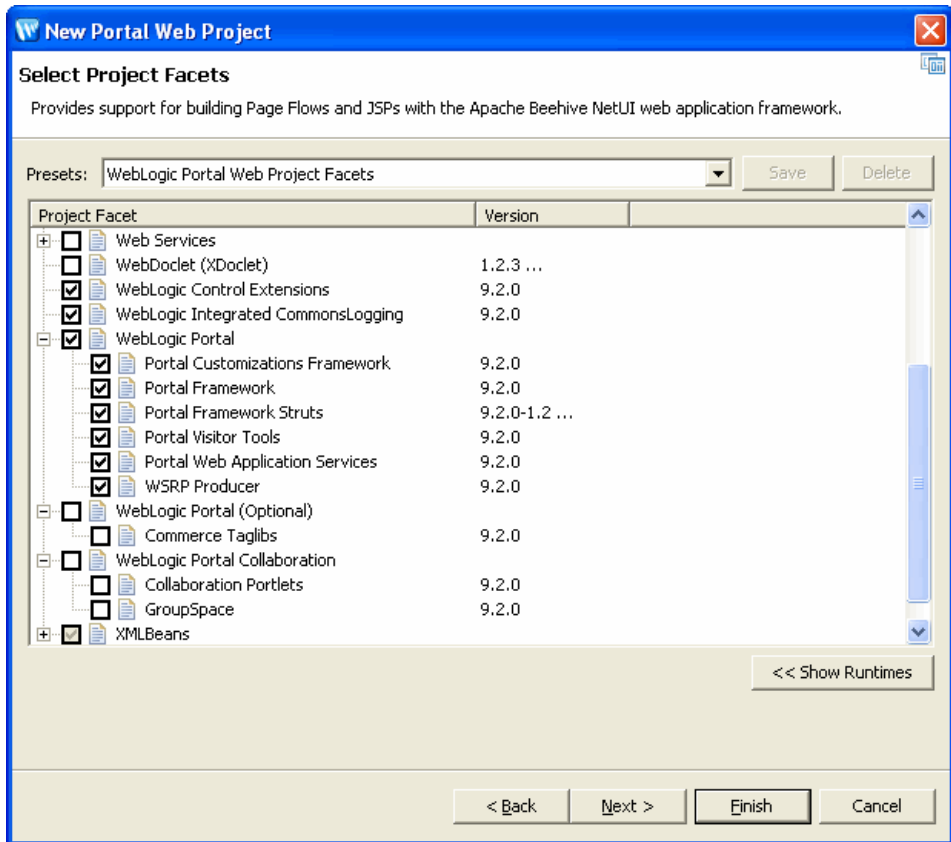 New Portal Web Project
Select Project Facets
Provides support for building Page Flows and JSPs with the Apache Beehive NetUI web application framework.
Presets: WebLogic Portal Web Project Facets Save Delete
Project Facet Version
Web Services
WebDoclet (XDoclet) 1.2.3 ...
WebLogic Control Extensions 9.2.0
WebLogic Integrated CommonsLogging 9.2.0
WebLogic Portal
Portal Customizations Framework 9.2.0
Portal Framework 9.2.0
Portal Framework Struts 9.2.0-1.2 ...
Portal Visitor Tools 9.2.0
Portal Web Application Services 9.2.0
WSRP Producer 9.2.0
WebLogic Portal (Optional)
Commerce Taglibs 9.2.0
WebLogic Portal Collaboration
Collaboration Portlets 9.2.0
GroupSpace 9.2.0
XMLBeans
<< Show Runtimes
< Back Next > Finish Cancel